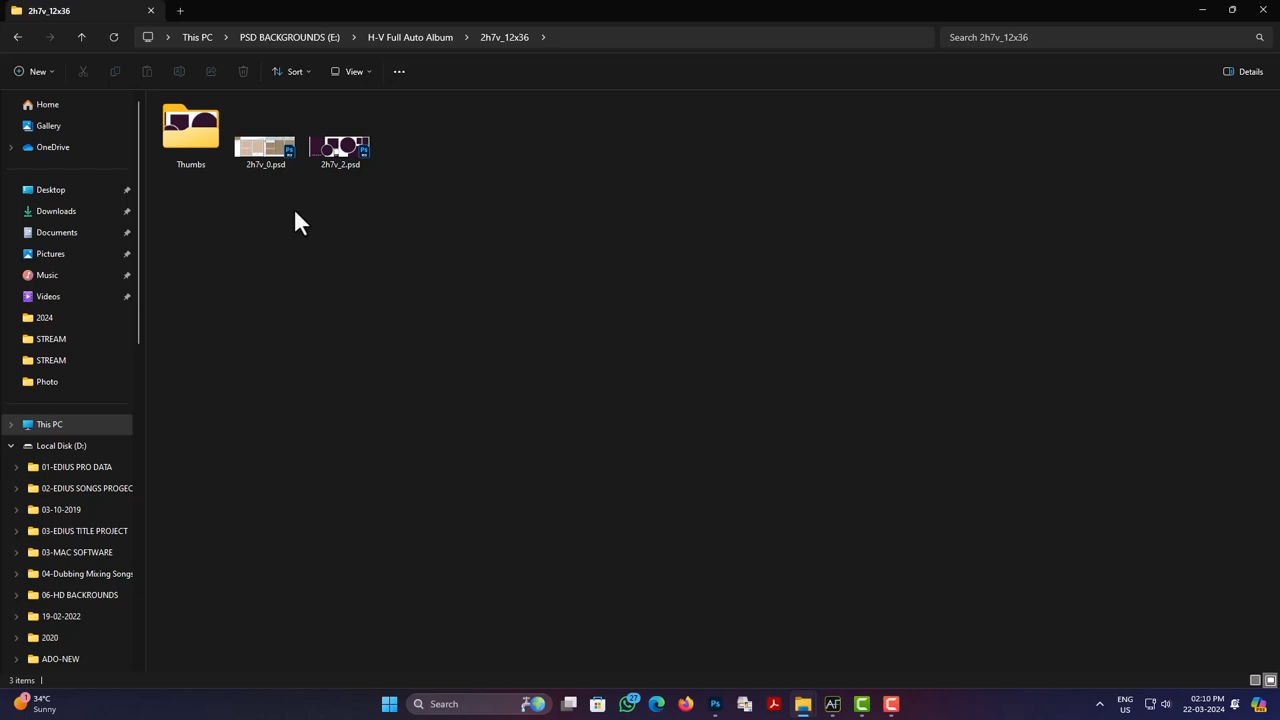 2h7v_12x36
This PC
PSD BACKGROUNDS (E:)
H-V Full Auto Album
2h7v_12x36
Search 2h7v_12x36
New
Sort
View
Details
Home
Gallery
OneDrive
Desktop
Downloads
Documents
Pictures
Music
Videos
2024
STREAM
STREAM
Photo
This PC
Local Disk (D:)
01-EDIUS PRO DATA
02-EDIUS SONGS PROGEC
03-10-2019
03-EDIUS TITLE PROJECT
03-MAC SOFTWARE
04-Dubbing Mixing Songs
06-HD BACKROUNDS
19-02-2022
2020
ADO-NEW
Thumbs
2h7v_0.psd
2h7v_2.psd
3 items
1
34°C
Sunny
Search
27
Ps
AF
ENG
US
02:10 PM
22-03-2024